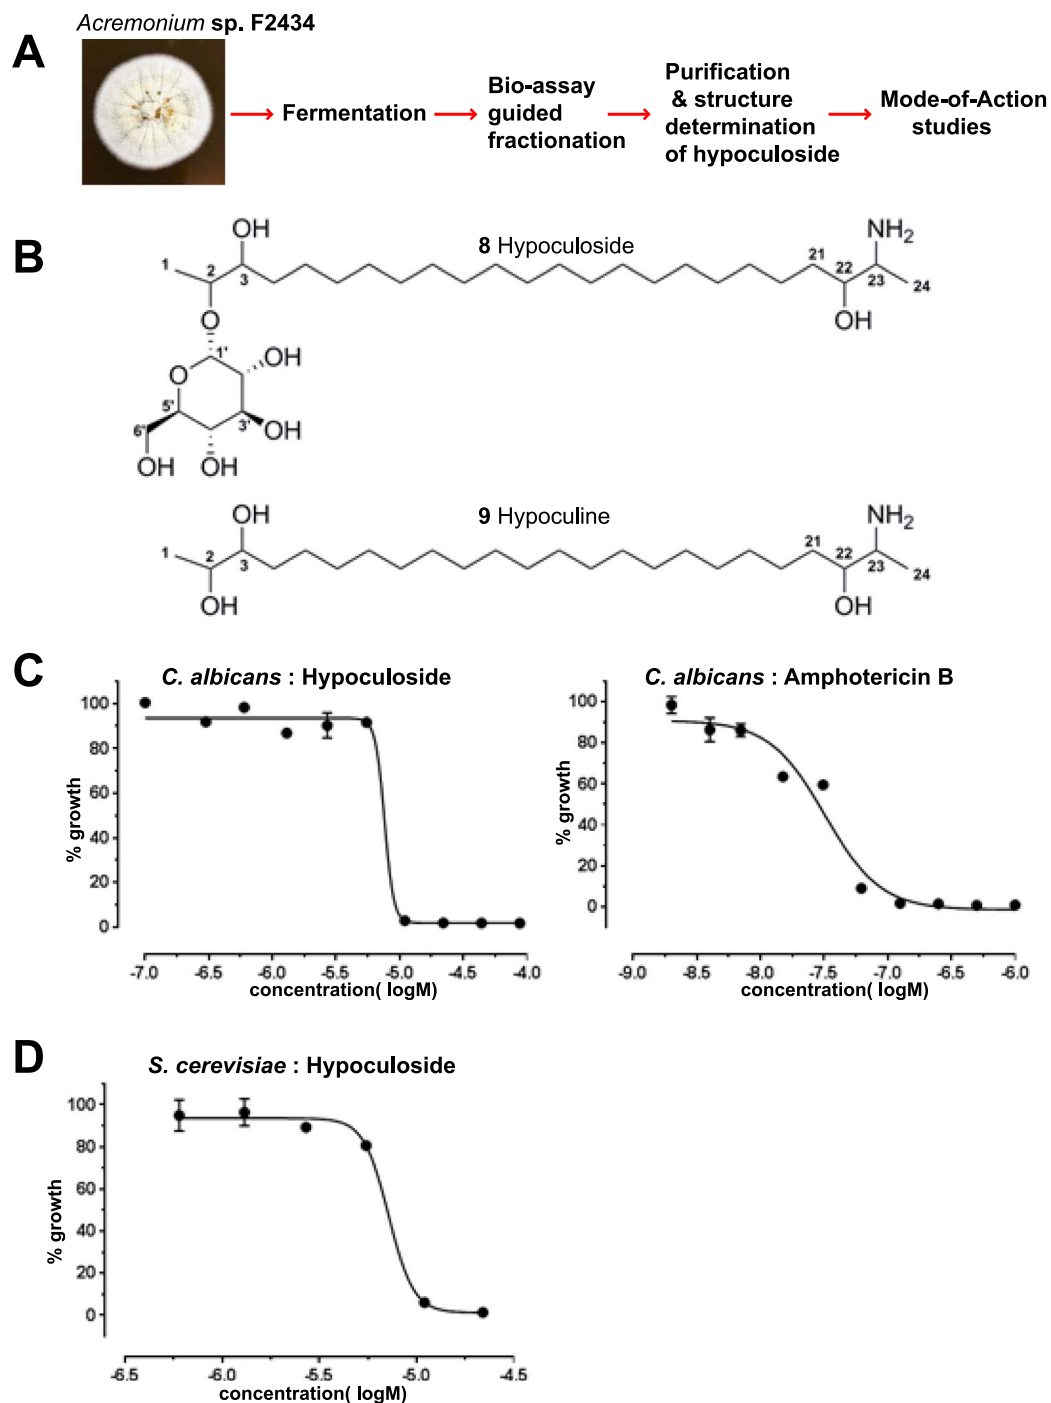 Acremonium sp. F2434
A
Fermentation
Bio-assay
guided
fractionation
Purification
& structure
determination
of hypoculoside
Mode-of-Action
studies
B
OH
8 Hypoculoside
NH2
1
2
3
21
22
23
24
O
OH
1'
OH
O
5'
3'
OH
6'
OH
OH
9 Hypoculine
OH
NH2
1
2
3
21
22
23
24
OH
OH
C
C. albicans : Hypoculoside
% growth
100
80
60
40
20
0
-7.0 -6.5 -6.0 -5.5 -5.0 -4.5 -4.0
concentration( logM)
C. albicans : Amphotericin B
% growth
100
80
60
40
20
0
-9.0 -8.5 -8.0 -7.5 -7.0 -6.5 -6.0
concentration( logM)
D
S. cerevisiae : Hypoculoside
% growth
100
80
60
40
20
0
-6.5 -6.0 -5.5 -5.0 -4.5
concentration( logM)